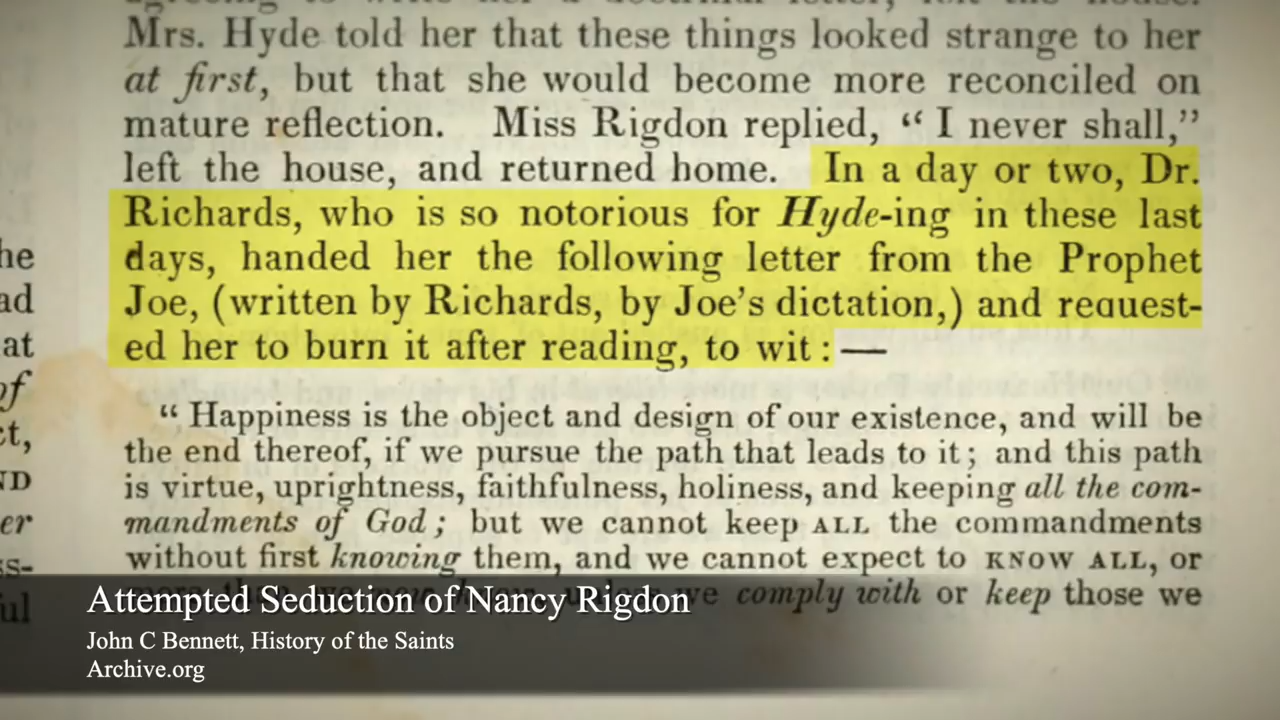 Mrs. Hyde told her that these things looked strange to her
at first, but that she would become more reconciled on
mature reflection. Miss Rigdon replied, “ I never shall,”
left the house, and returned home. In a day or two, Dr.
Richards, who is so notorious for Hyde-ing in these last
days, handed her the following letter from the Prophet
Joe, (written by Richards, by Joe’s dictation,) and request-
ed her to burn it after reading, to wit : —
“ Happiness is the object and design of our existence, and will be
the end thereof, if we pursue the path that leads to it ; and this path
is virtue, uprightness, faithfulness, holiness, and keeping all the com-
mandments of God ; but we cannot keep ALL the commandments
without first knowing them, and we cannot expect to KNOW ALL, or
we comply with or keep those we
Attempted Seduction of Nancy Rigdon
John C Bennett, History of the Saints
Archive.org